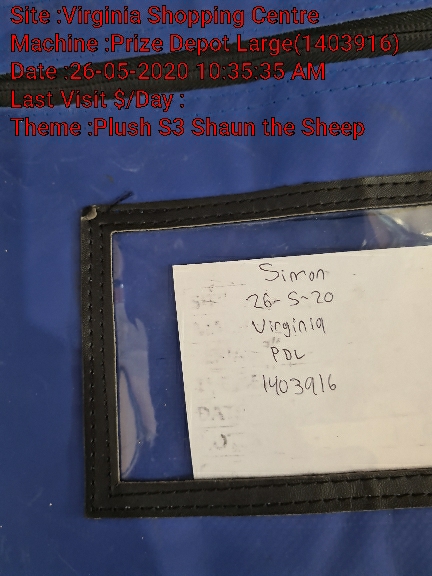 Site :Virginia Shopping Centre
Machine :Prize Depot Large(1403916)
Date :26-05-2020 10:35:35 AM
Last Visit $/Day :
Theme :Plush S3 Shaun the Sheep
Simon
26-5-20
Virginia
PDL
1403916